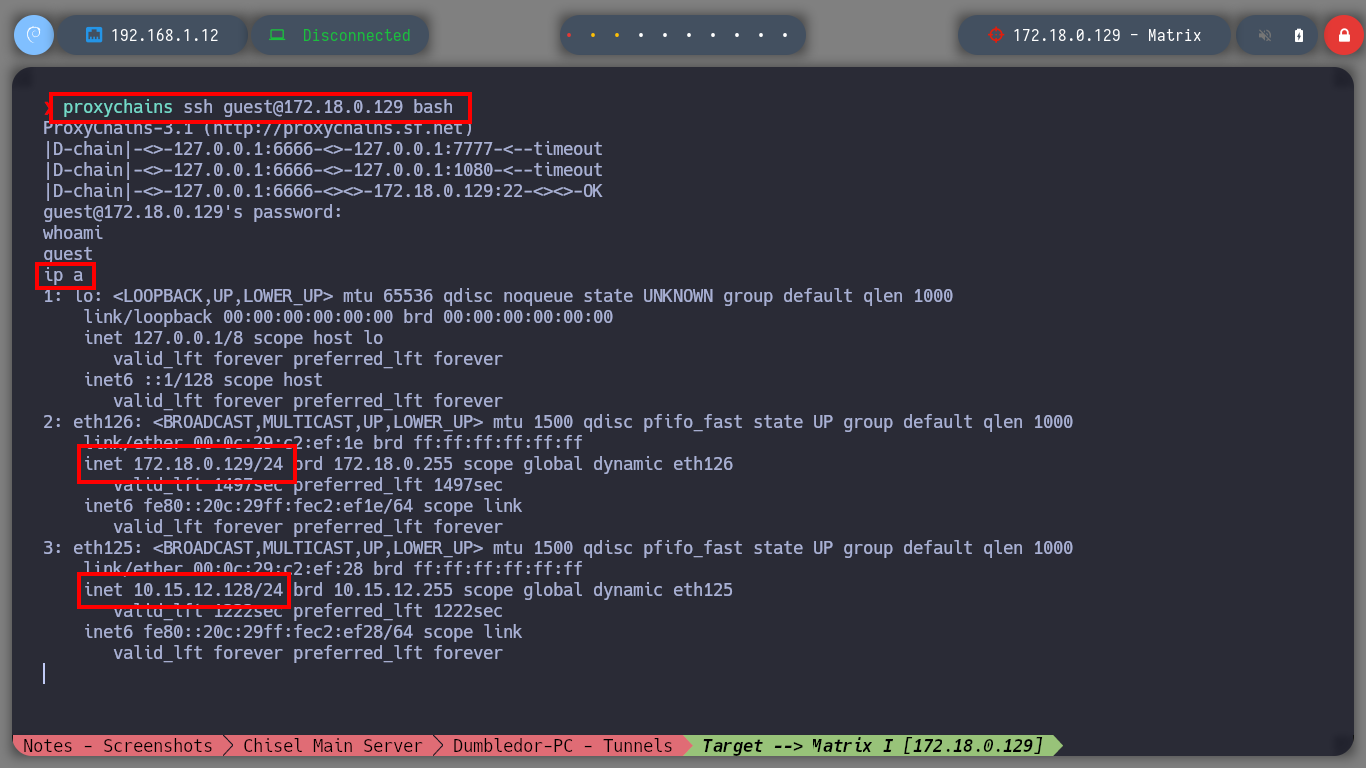 192.168.1.12 Disconnected 172.18.0.129 - Matrix
proxychains ssh guest@172.18.0.129 bash
ProxyChains-3.1 (http://proxychains.sf.net)
|D-chain|-<>-127.0.0.1:6666-<>-127.0.0.1:7777-<--timeout
|D-chain|-<>-127.0.0.1:6666-<>-127.0.0.1:1080-<--timeout
|D-chain|-<>-127.0.0.1:6666-<><>-172.18.0.129:22-<><>-OK
guest@172.18.0.129's password:
whoami
guest
ip a
1: lo: <LOOPBACK,UP,LOWER_UP> mtu 65536 qdisc noqueue state UNKNOWN group default qlen 1000
link/loopback 00:00:00:00:00:00 brd 00:00:00:00:00:00
inet 127.0.0.1/8 scope host lo
valid_lft forever preferred_lft forever
inet6 ::1/128 scope host
valid_lft forever preferred_lft forever
2: eth126: <BROADCAST,MULTICAST,UP,LOWER_UP> mtu 1500 qdisc pfifo_fast state UP group default qlen 1000
link/ether 00:0c:29:c2:ef:1e brd ff:ff:ff:ff:ff:ff
inet 172.18.0.129/24 brd 172.18.0.255 scope global dynamic eth126
valid_lft 1497sec preferred_lft 1497sec
inet6 fe80::20c:29ff:fec2:ef1e/64 scope link
valid_lft forever preferred_lft forever
3: eth125: <BROADCAST,MULTICAST,UP,LOWER_UP> mtu 1500 qdisc pfifo_fast state UP group default qlen 1000
link/ether 00:0c:29:c2:ef:28 brd ff:ff:ff:ff:ff:ff
inet 10.15.12.128/24 brd 10.15.12.255 scope global dynamic eth125
valid_lft 1222sec preferred_lft 1222sec
inet6 fe80::20c:29ff:fec2:ef28/64 scope link
valid_lft forever preferred_lft forever
Notes - Screenshots Chisel Main Server Dumbledor-PC - Tunnels Target --> Matrix I [172.18.0.129]